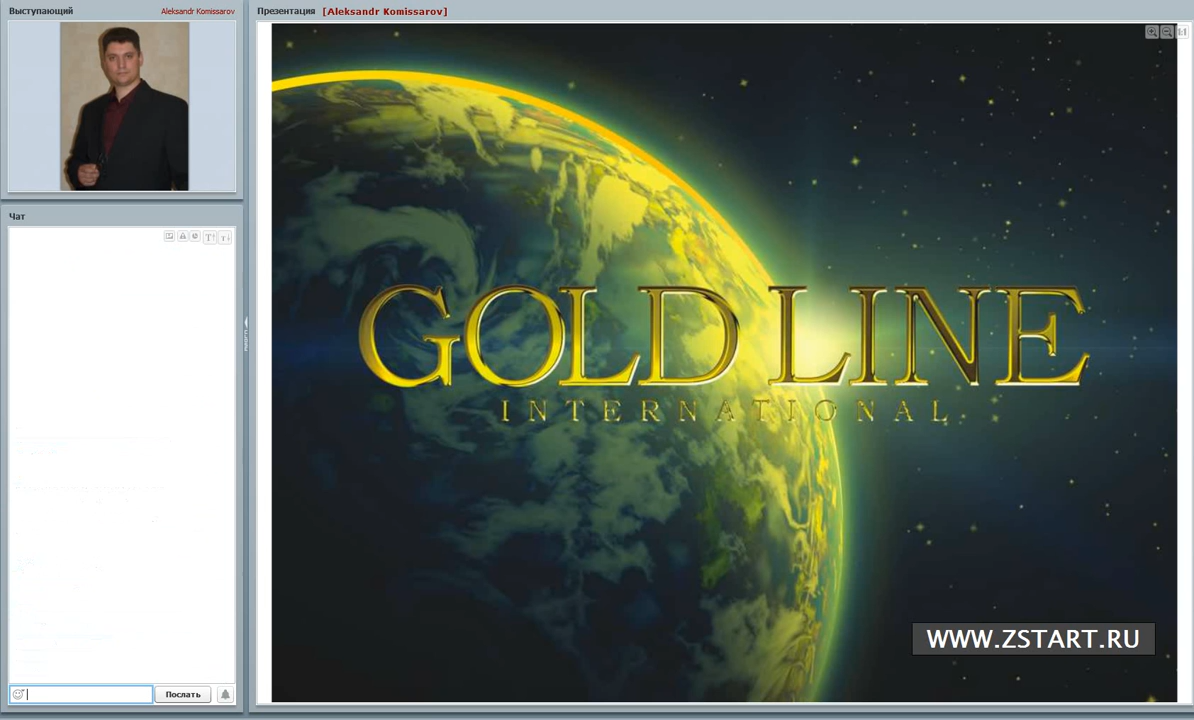 Выступающий Aleksandr Komissarov
Чат
Послать
Презентация [Aleksandr Komissarov]
GOLD LINE
INTERNATIONAL
WWW.ZSTART.RU